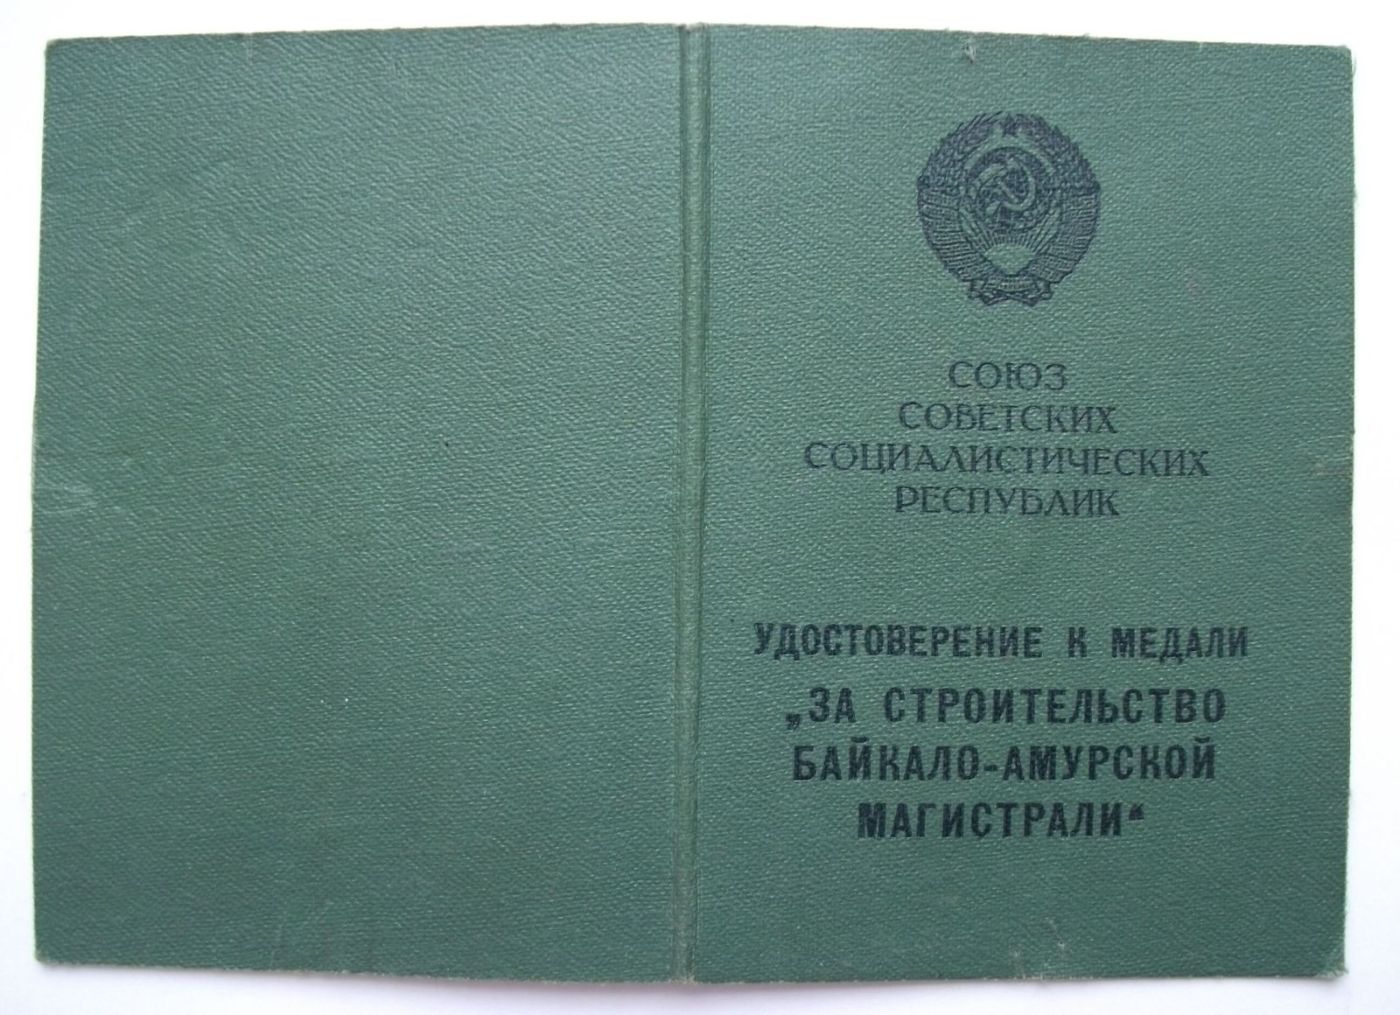 СОЮЗ
СОВЕТСКИХ
СОЦИАЛИСТИЧЕСКИХ
РЕСПУБЛИК
УДОСТОВЕРЕНИЕ К МЕДАЛИ
„ЗА СТРОИТЕЛЬСТВО
БАЙКАЛО-АМУРСКОЙ
МАГИСТРАЛИ“